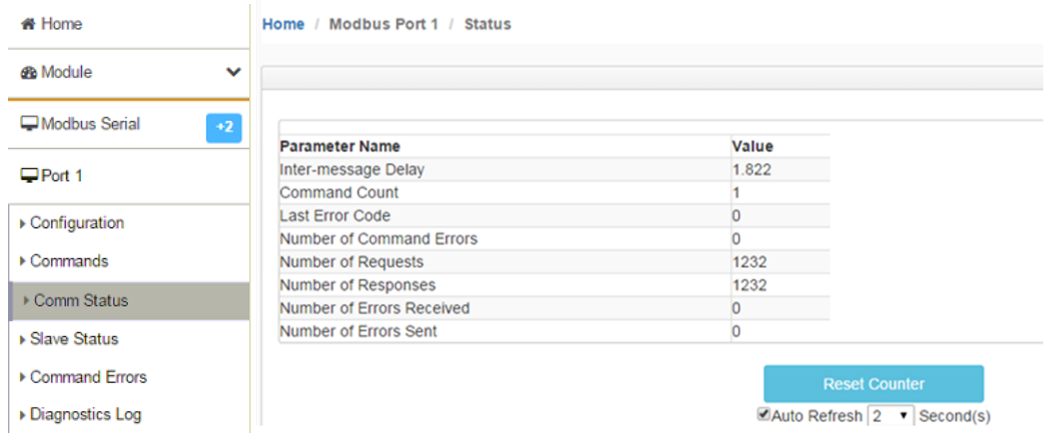 Home
Module
Modbus Serial +2
Port 1
Configuration
Commands
Comm Status
Slave Status
Command Errors
Diagnostics Log
Home / Modbus Port 1 / Status
Parameter Name Value
Inter-message Delay 1.822
Command Count 1
Last Error Code 0
Number of Command Errors 0
Number of Requests 1232
Number of Responses 1232
Number of Errors Received 0
Number of Errors Sent 0
Reset Counter
Auto Refresh 2 Second(s)